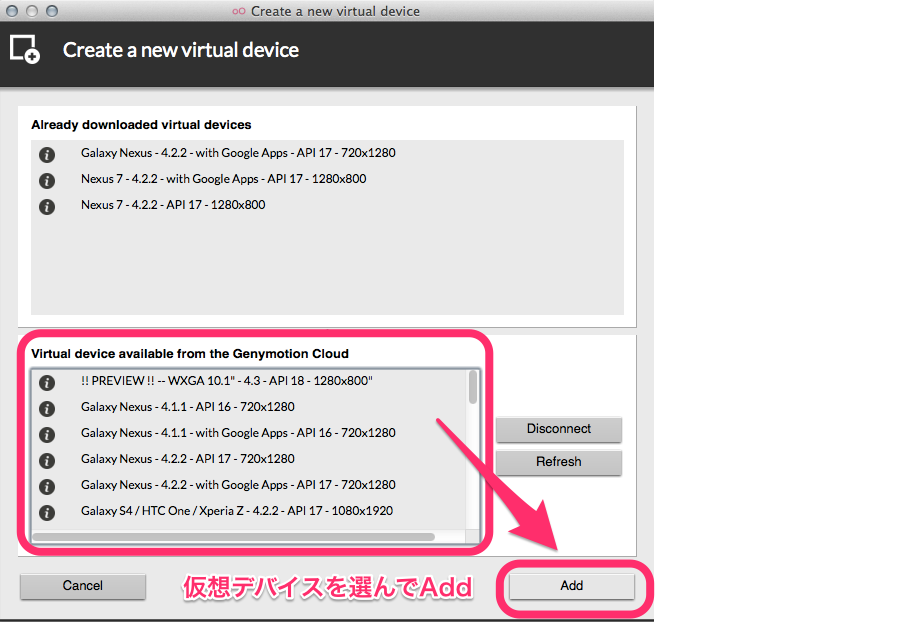 Create a new virtual device
Create a new virtual device
Already downloaded virtual devices
Galaxy Nexus - 4.2.2 - with Google Apps - API 17 - 720x1280
Nexus 7 - 4.2.2 - with Google Apps - API 17 - 1280x800
Nexus 7 - 4.2.2 - API 17 - 1280x800
Virtual device available from the Genymotion Cloud
!! PREVIEW !! -- WXGA 10.1" - 4.3 - API 18 - 1280x800"
Galaxy Nexus - 4.1.1 - API 16 - 720x1280
Galaxy Nexus - 4.1.1 - with Google Apps - API 16 - 720x1280
Galaxy Nexus - 4.2.2 - API 17 - 720x1280
Galaxy Nexus - 4.2.2 - with Google Apps - API 17 - 720x1280
Galaxy S4 / HTC One / Xperia Z - 4.2.2 - API 17 - 1080x1920
Disconnect
Refresh
Cancel
仮想デバイスを選んでAdd
Add